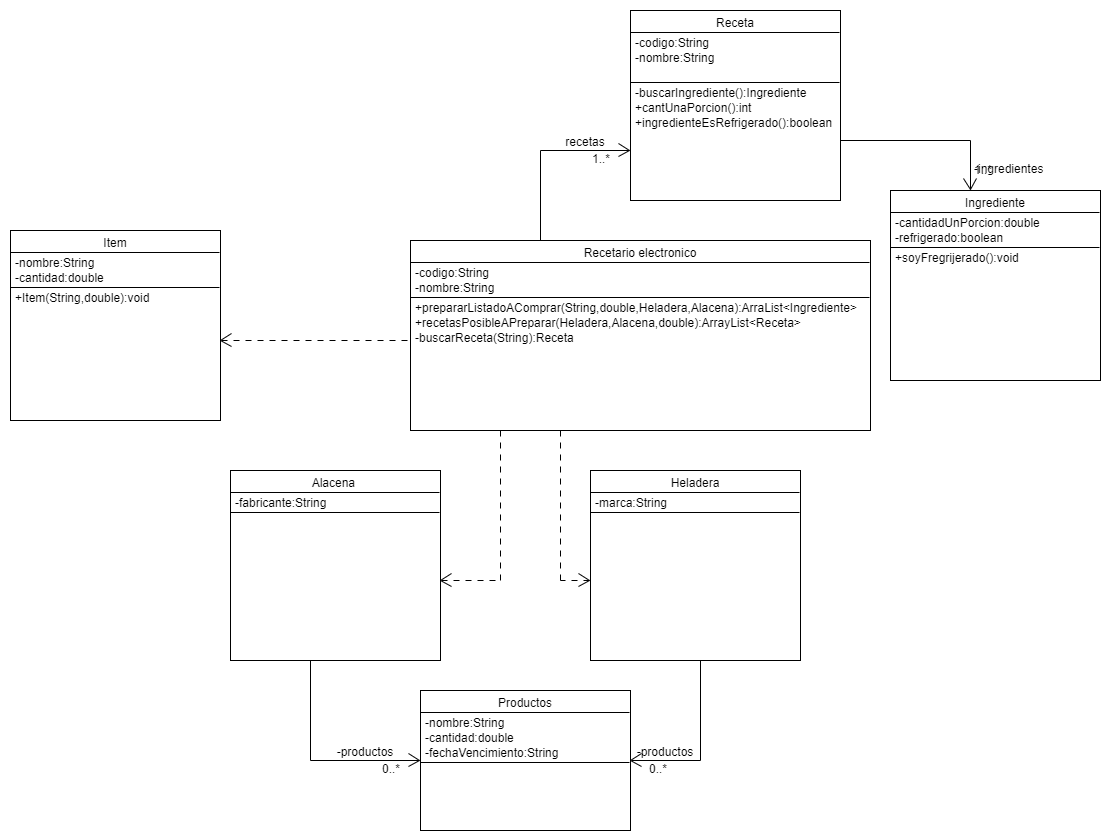 Receta
-codigo:String
-nombre:String
-buscarIngrediente():Ingrediente
+cantUnaPorcion():int
+ingredienteEsRefrigerado():boolean
recetas
1..*
-ingredientes
Ingrediente
-cantidadUnPorcion:double
-refrigerado:boolean
+soyFregrijerado():void
Item
-nombre:String
-cantidad:double
+Item(String,double):void
Recetario electronico
-codigo:String
-nombre:String
+prepararListadoAComprar(String,double,Heladera,Alacena):ArraList<Ingrediente>
+recetasPosibleAPreparar(Heladera,Alacena,double):ArrayList<Receta>
-buscarReceta(String):Receta
Alacena
-fabricante:String
Heladera
-marca:String
Productos
-nombre:String
-cantidad:double
-fechaVencimiento:String
-productos
0..*
-productos
0..*